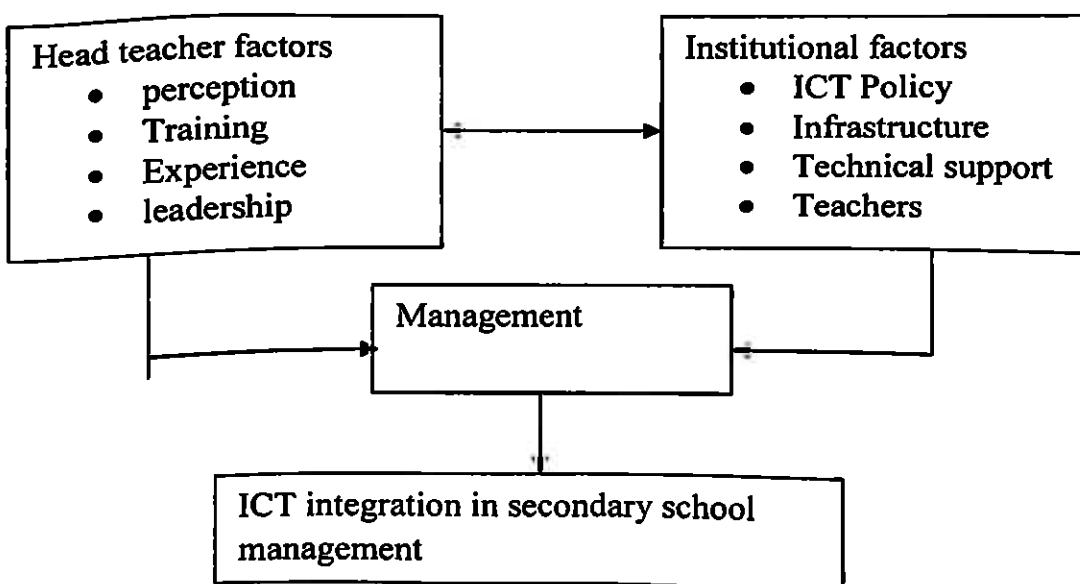 Head teacher factors
• perception
• Training
• Experience
• leadership
Institutional factors
• ICT Policy
• Infrastructure
• Technical support
• Teachers
Management
ICT integration in secondary school
management